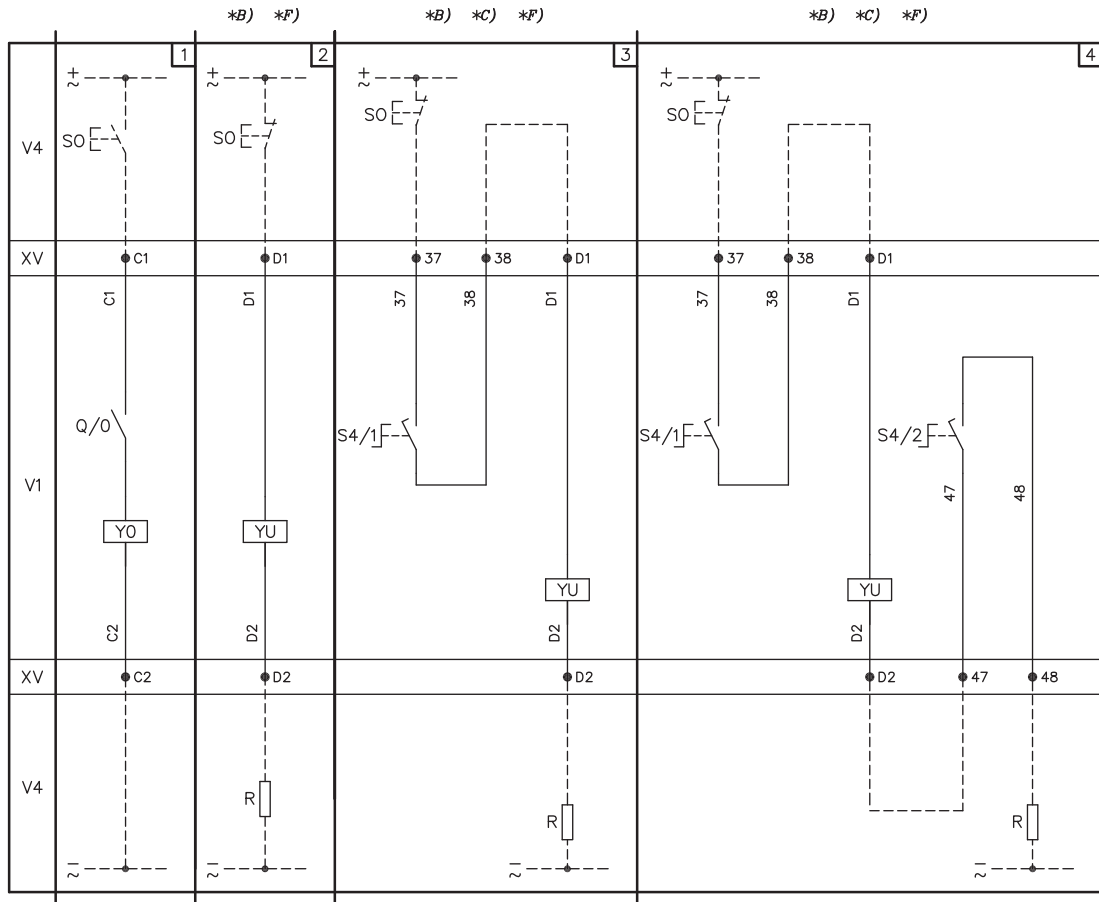 *B) *F)
*B) *C) *F)
*B) *C) *F)
1
2
3
4
+
~
+
~
+
~
+
~
V4
SO
SO
SO
SO
XV
C1
D1
37
38
D1
37
38
D1
V1
C1
D1
37
38
D1
37
38
D1
Q/0
S4/1
S4/1
S4/2
47
48
YO
YU
YU
YU
C2
D2
D2
D2
XV
C2
D2
D2
D2
47
48
V4
R
R
R
–
~
–
~
–
~
–
~